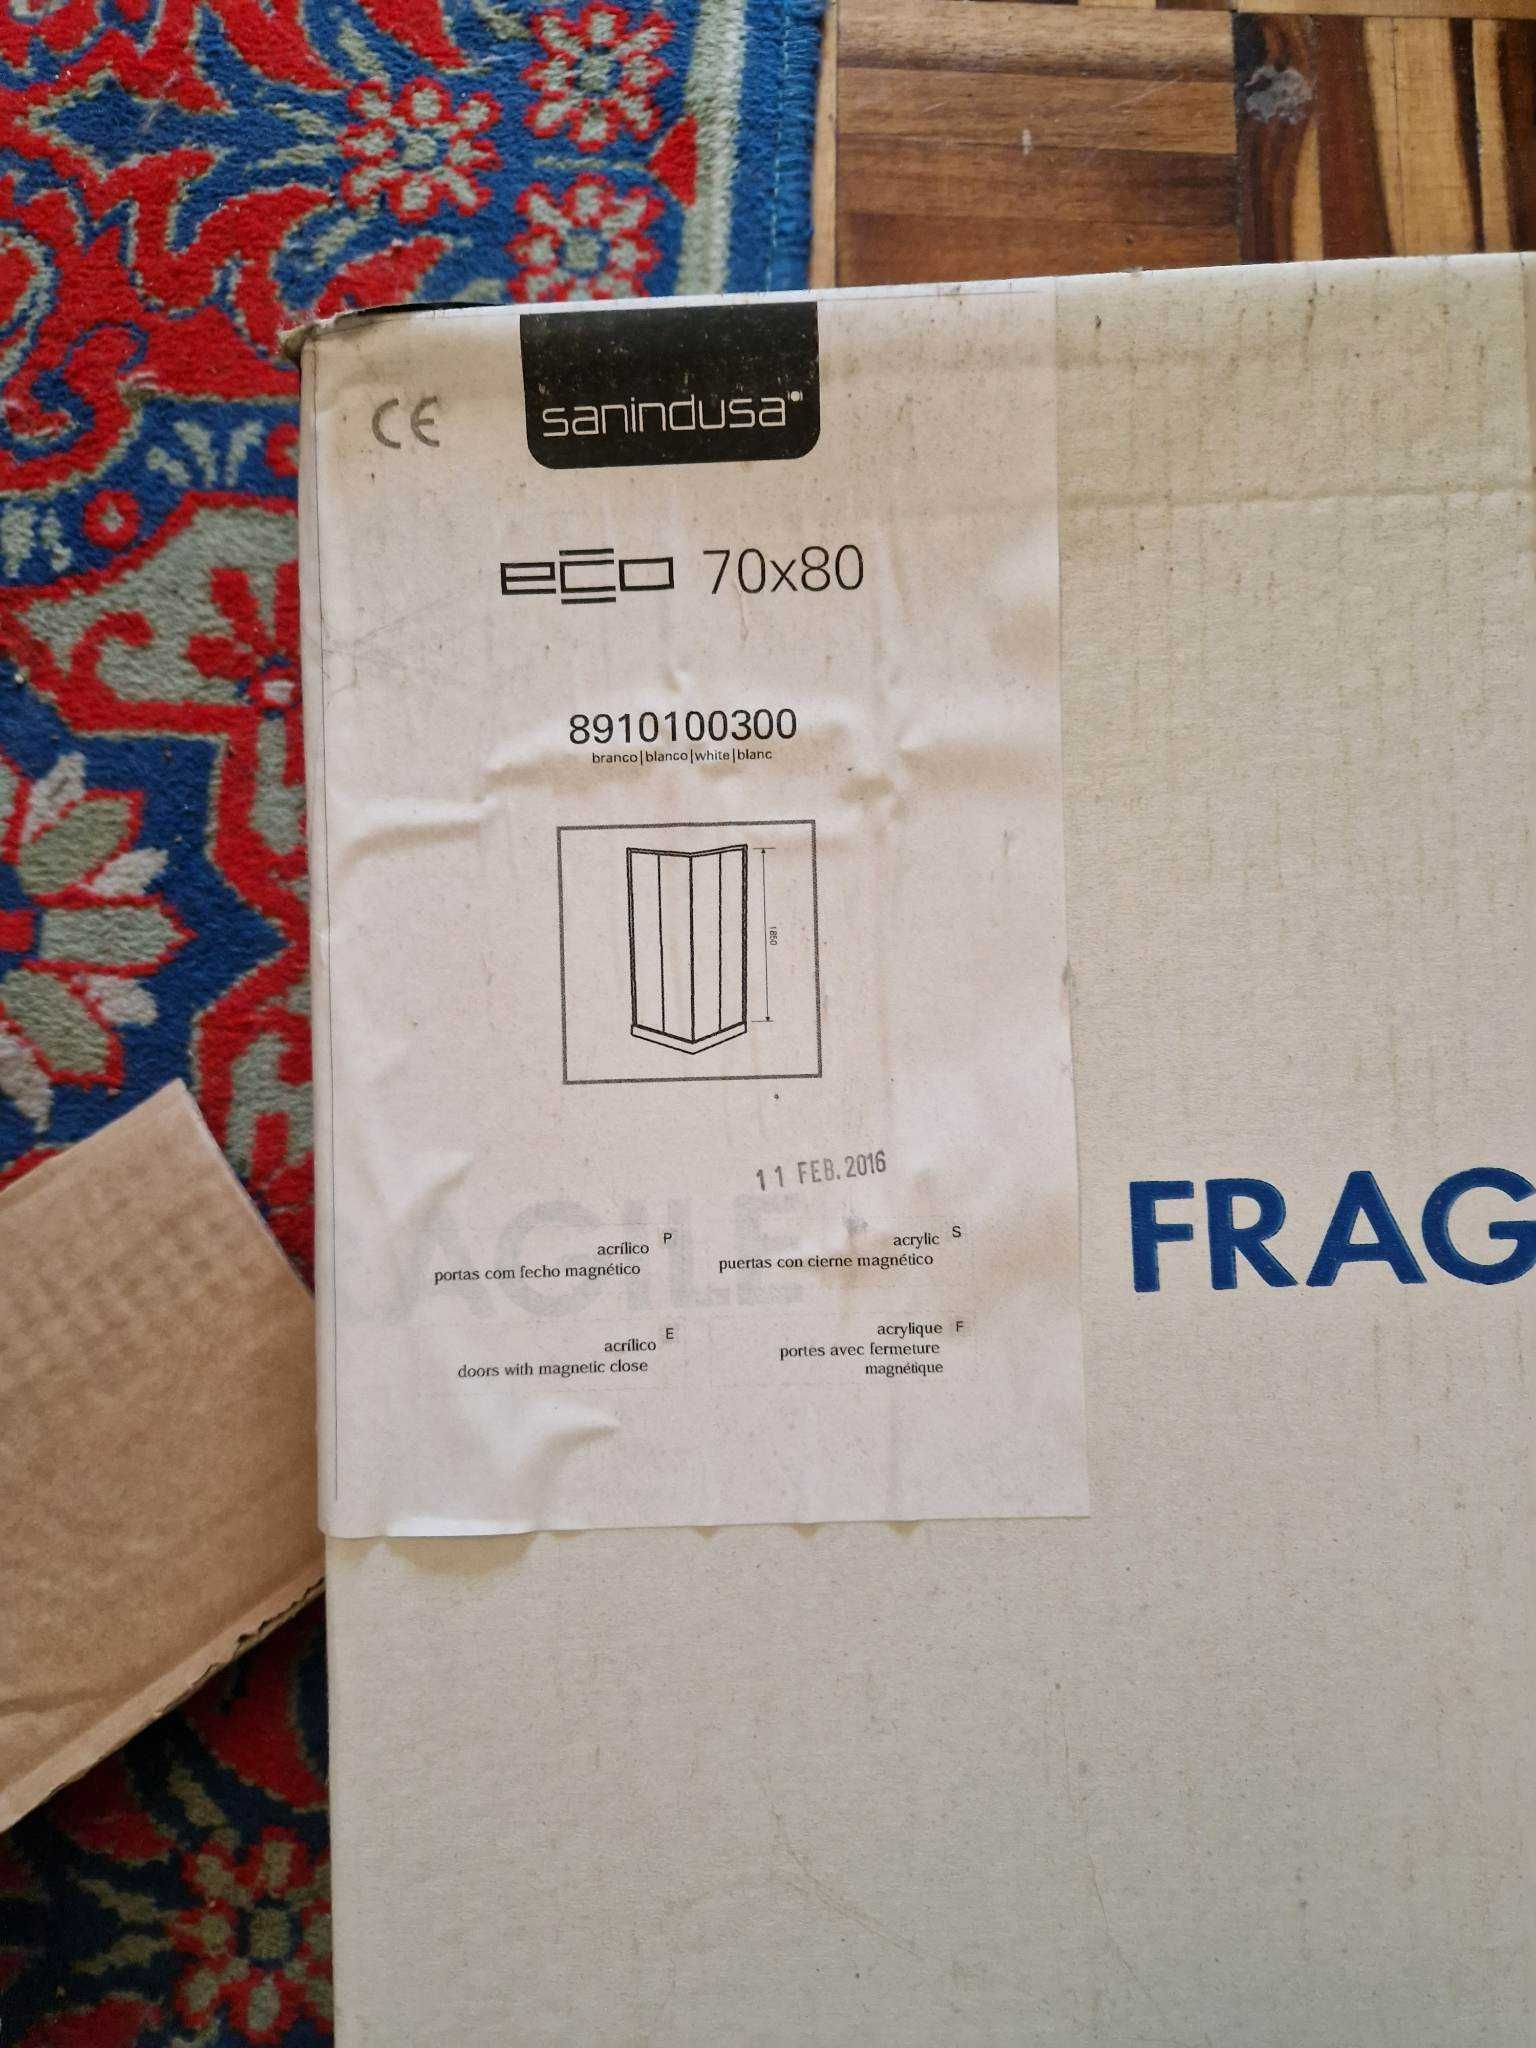 CE
sanindusa
eco 70x80
8910100300
branco|blanco|white|blanc
1850
11 FEB. 2016
acrílico P
portas com fecho magnético
acrylic S
puertas con cierne magnético
acrílico E
doors with magnetic close
acrylique F
portes avec fermeture
magnétique
AGILE
FRAG